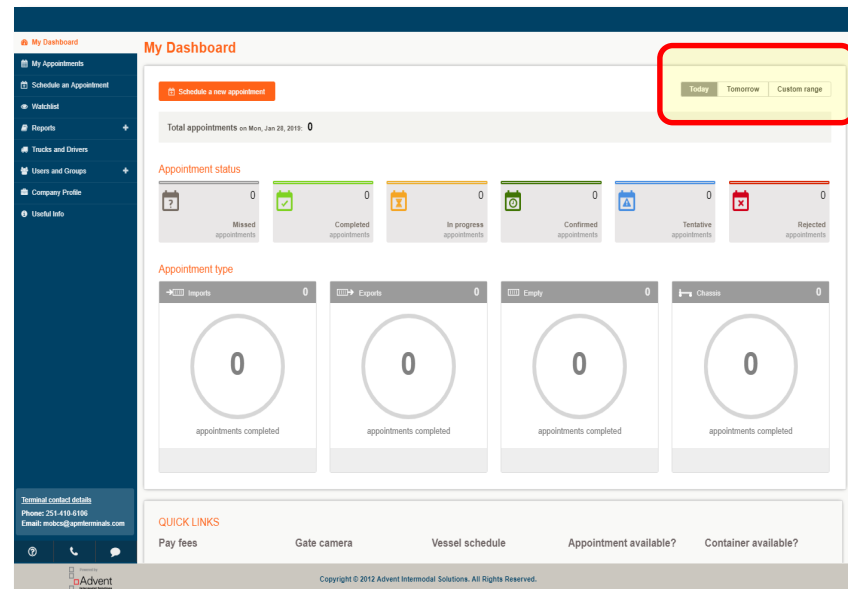 My Dashboard
My Appointments
Schedule an Appointment
Watchlist
Reports +
Trucks and Drivers
Users and Groups +
Company Profile
Useful Info
Terminal contact details
Phone: 251-410-6106
Email: mobcs@apmterminals.com
My Dashboard
Schedule a new appointment
Today Tomorrow Custom range
Total appointments on Mon, Jan 28, 2019: 0
Appointment status
0 0 0 0 0 0
Missed Completed In progress Confirmed Tentative Rejected
appointments appointments appointments appointments appointments appointments
Appointment type
Imports 0 Exports 0 Empty 0 Chassis 0
0 0 0 0
appointments completed appointments completed appointments completed appointments completed
QUICK LINKS
Pay fees Gate camera Vessel schedule Appointment available? Container available?
Powered by
Advent
Intermodal Solutions
Copyright © 2012 Advent Intermodal Solutions. All Rights Reserved.